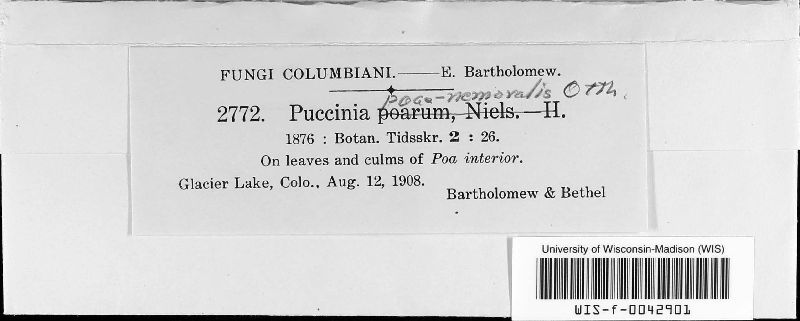 FUNGI COLUMBIANI.—E. Bartholomew.
poae-nemoralis Otth.
2772. Puccinia poarum, Niels.—II.
1876 : Botan. Tidsskr. 2 : 26.
On leaves and culms of Poa interior.
Glacier Lake, Colo., Aug. 12, 1908.
Bartholomew & Bethel
University of Wisconsin-Madison (WIS)
WIS-f-0042901